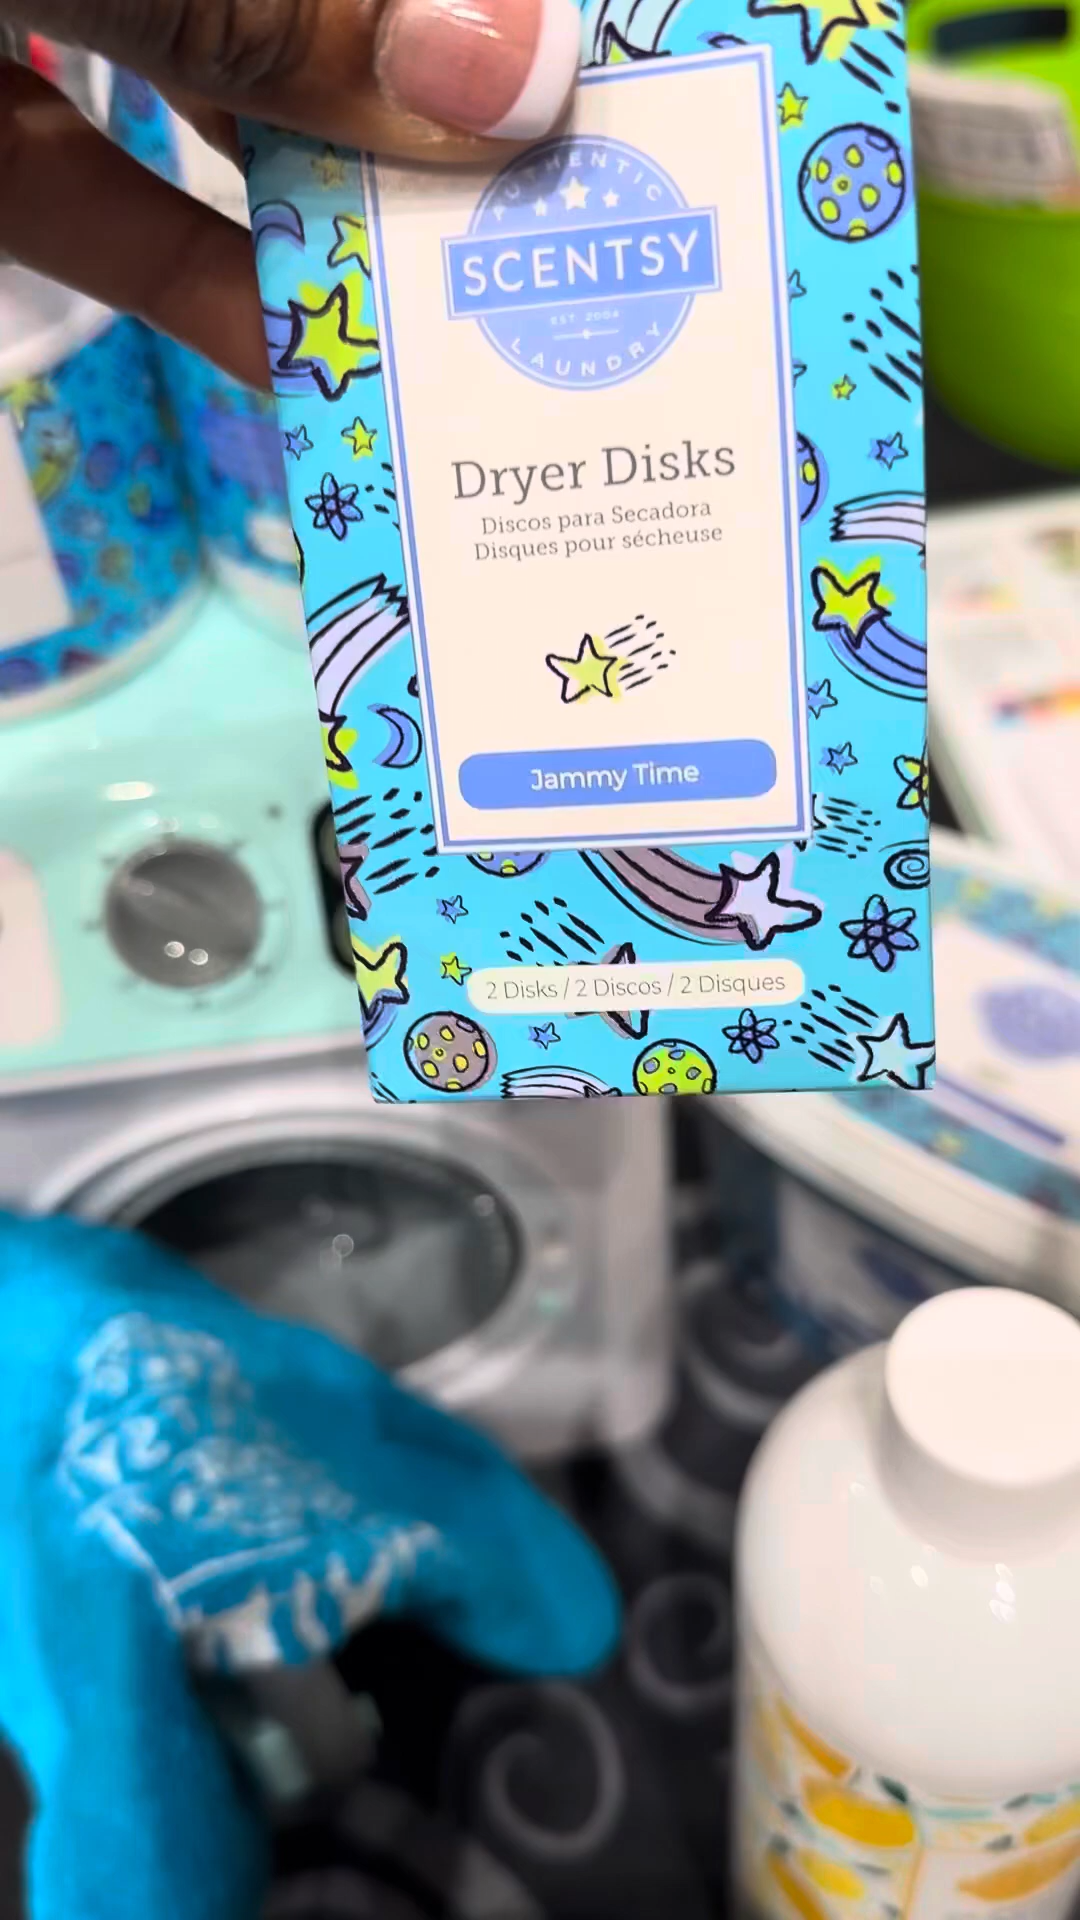 AUTHENTIC
SCENTSY
EST. 2004
LAUNDRY
Dryer Disks
Discos para Secadora
Disques pour sécheuse
Jammy Time
2 Disks / 2 Discos / 2 Disques